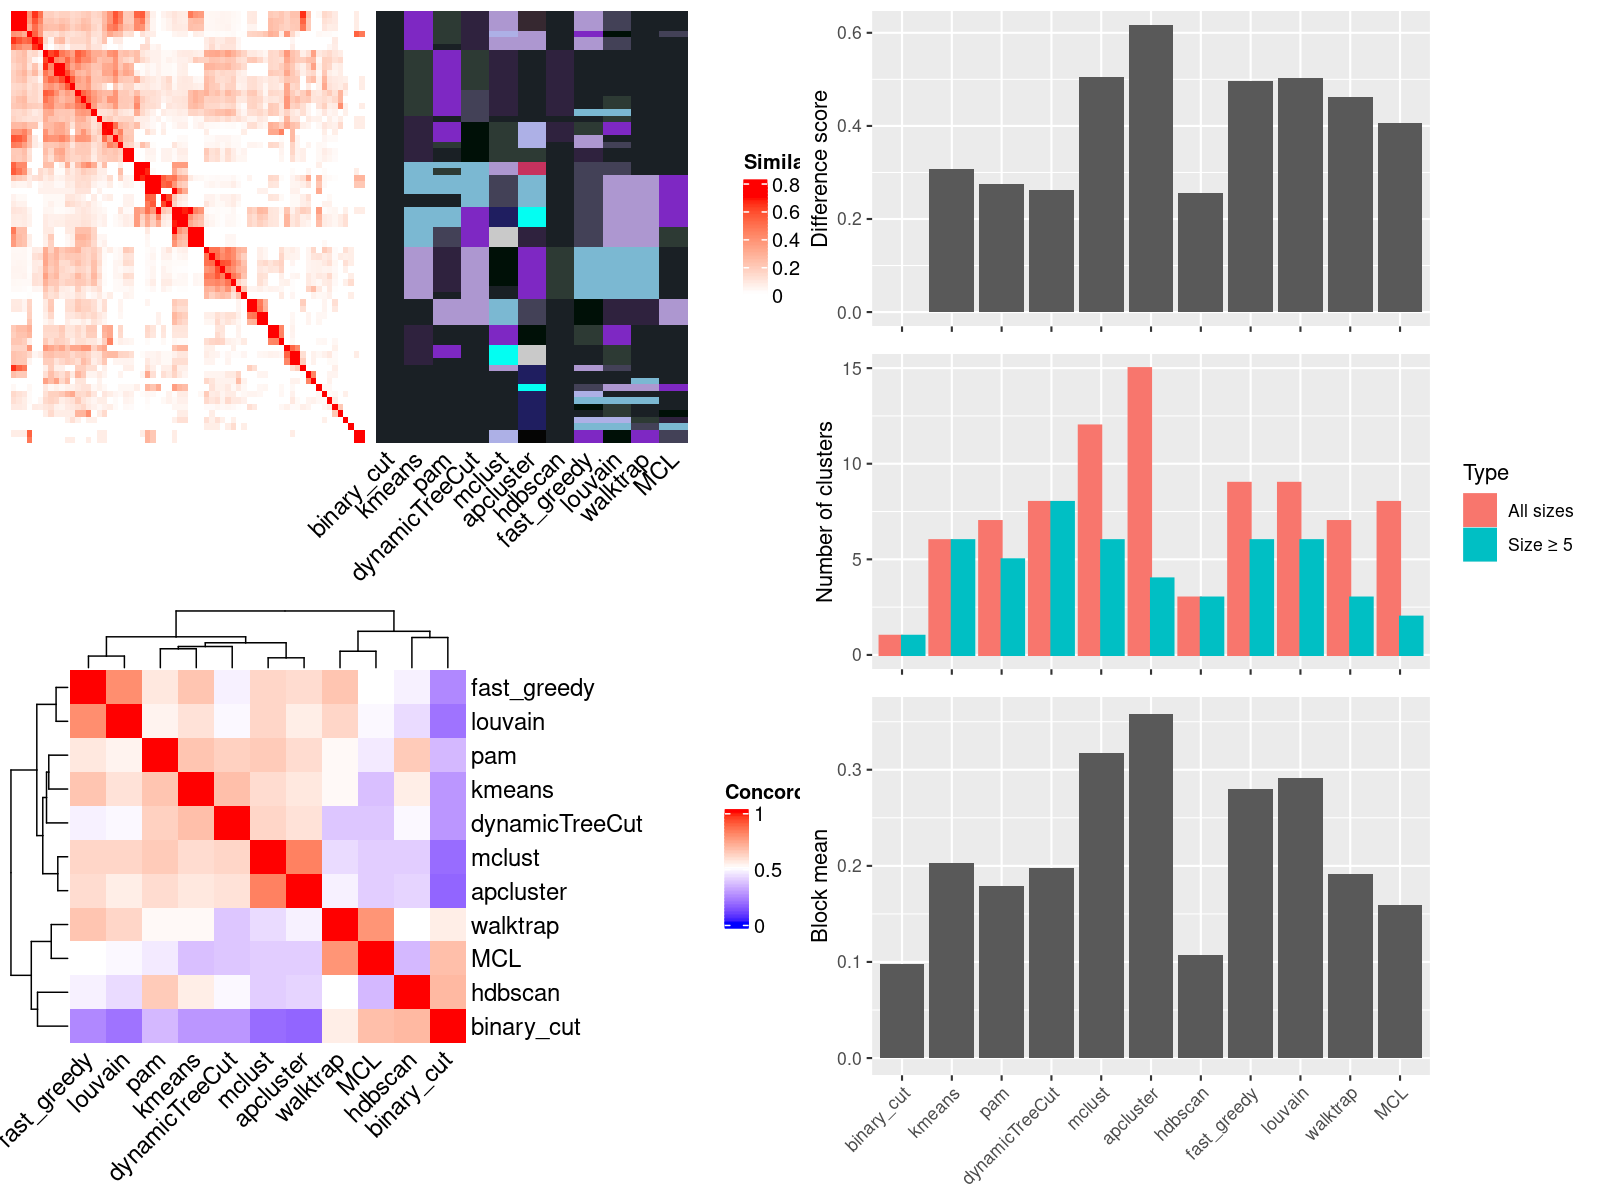 Simila
0.8
0.6
0.4
0.2
0
binary_cut
kmeans
pam
dynamicTreeCut
mclust
apcluster
hdbscan
fast_greedy
louvain
walktrap
MCL
fast_greedy
louvain
pam
kmeans
dynamicTreeCut
mclust
apcluster
walktrap
MCL
hdbscan
binary_cut
fast_greedy
louvain
pam
kmeans
dynamicTreeCut
mclust
apcluster
walktrap
MCL
hdbscan
binary_cut
Concord
1
0.5
0
Difference score
0.6
0.4
0.2
0.0
Number of clusters
15
10
5
0
Type
All sizes
Size ≥ 5
Block mean
0.3
0.2
0.1
0.0
binary_cut
kmeans
pam
dynamicTreeCut
mclust
apcluster
hdbscan
fast_greedy
louvain
walktrap
MCL